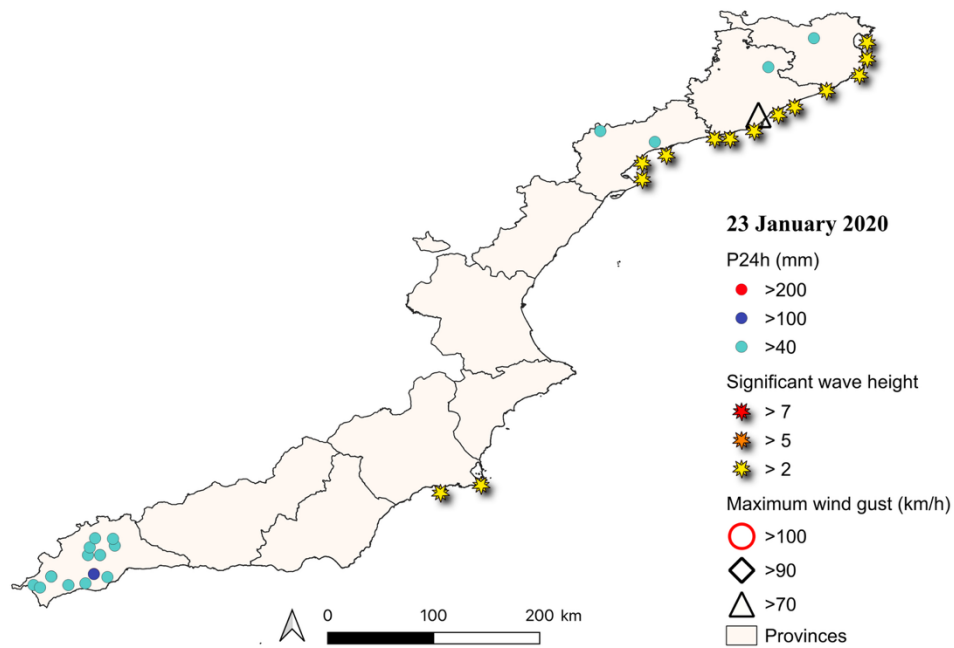 23 January 2020
P24h (mm)
>200
>100
>40
Significant wave height
> 7
> 5
> 2
Maximum wind gust (km/h)
>100
>90
>70
Provinces
0 100 200 km